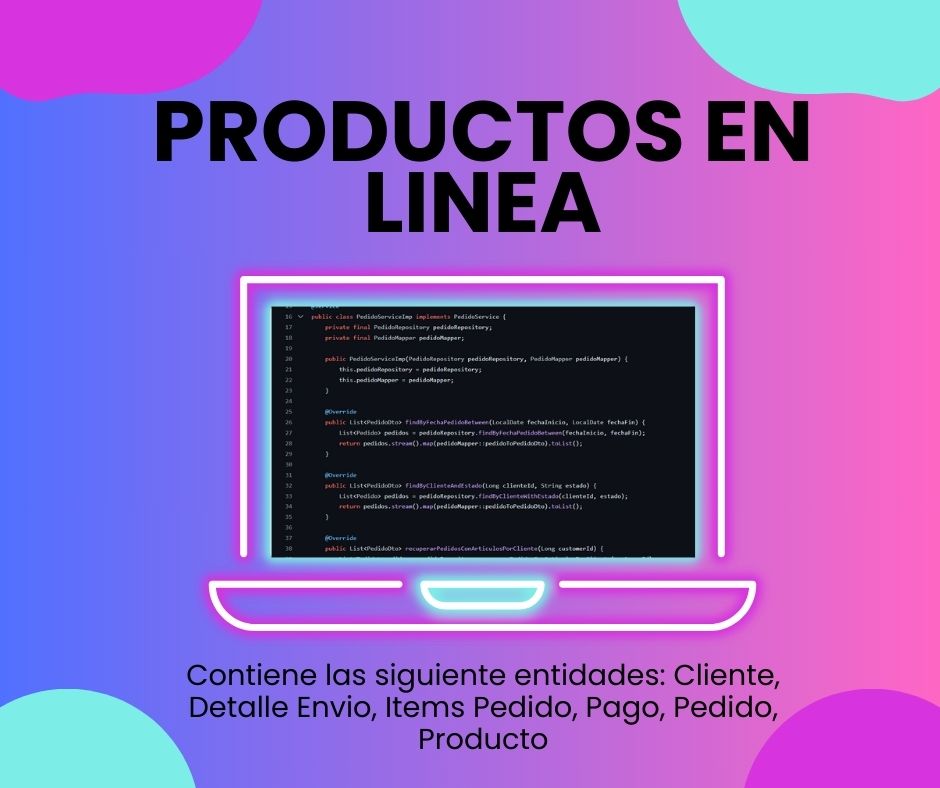 PRODUCTOS EN
LINEA
16 public class PedidoServiceImp implements PedidoService {
17 private final PedidoRepository pedidoRepository;
18 private final PedidoMapper pedidoMapper;
19
20 public PedidoServiceImp(PedidoRepository pedidoRepository, PedidoMapper pedidoMapper) {
21 this.pedidoRepository = pedidoRepository;
22 this.pedidoMapper = pedidoMapper;
23 }
24
25 @Override
26 public List<PedidoDto> findByFechaPedidoBetween(LocalDate fechaInicio, LocalDate fechaFin) {
27 List<Pedido> pedidos = pedidoRepository.findByFechaPedidoBetween(fechaInicio, fechaFin);
28 return pedidos.stream().map(pedidoMapper::pedidoToPedidoDto).toList();
29 }
30
31 @Override
32 public List<PedidoDto> findByClienteAndEstado(Long clienteId, String estado) {
33 List<Pedido> pedidos = pedidoRepository.findByClienteWithEstado(clienteId, estado);
34 return pedidos.stream().map(pedidoMapper::pedidoToPedidoDto).toList();
35 }
36
37 @Override
38 public List<PedidoDto> recuperarPedidosConArticulosPorCliente(Long customerId) {
Contiene las siguiente entidades: Cliente,
Detalle Envio, Items Pedido, Pago, Pedido,
Producto